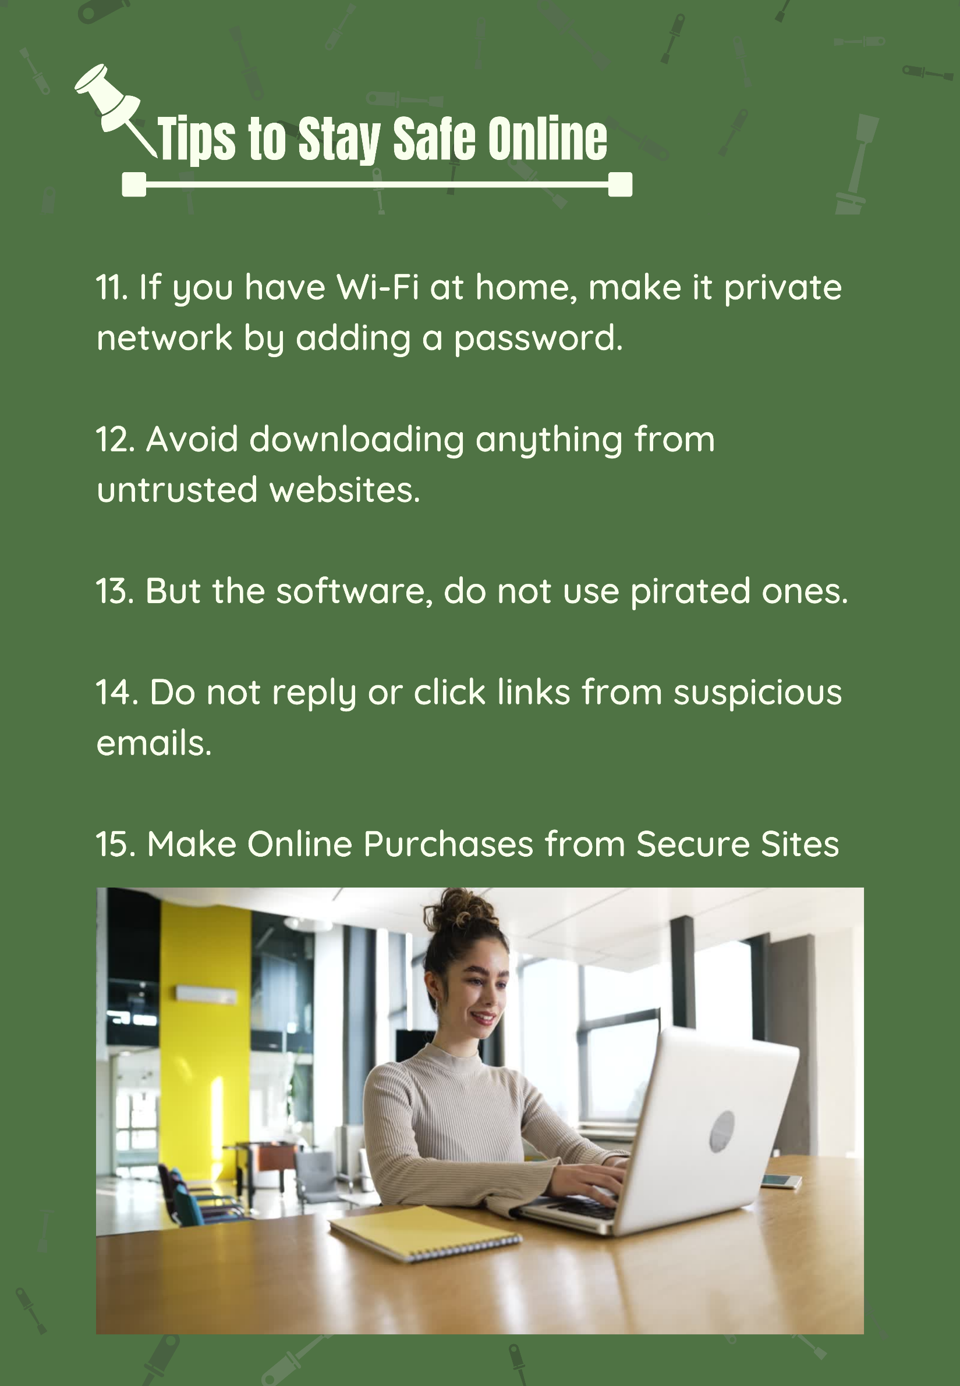 Tips to Stay Safe Online
11. If you have Wi-Fi at home, make it private
network by adding a password.
12. Avoid downloading anything from
untrusted websites.
13. But the software, do not use pirated ones.
14. Do not reply or click links from suspicious
emails.
15. Make Online Purchases from Secure Sites